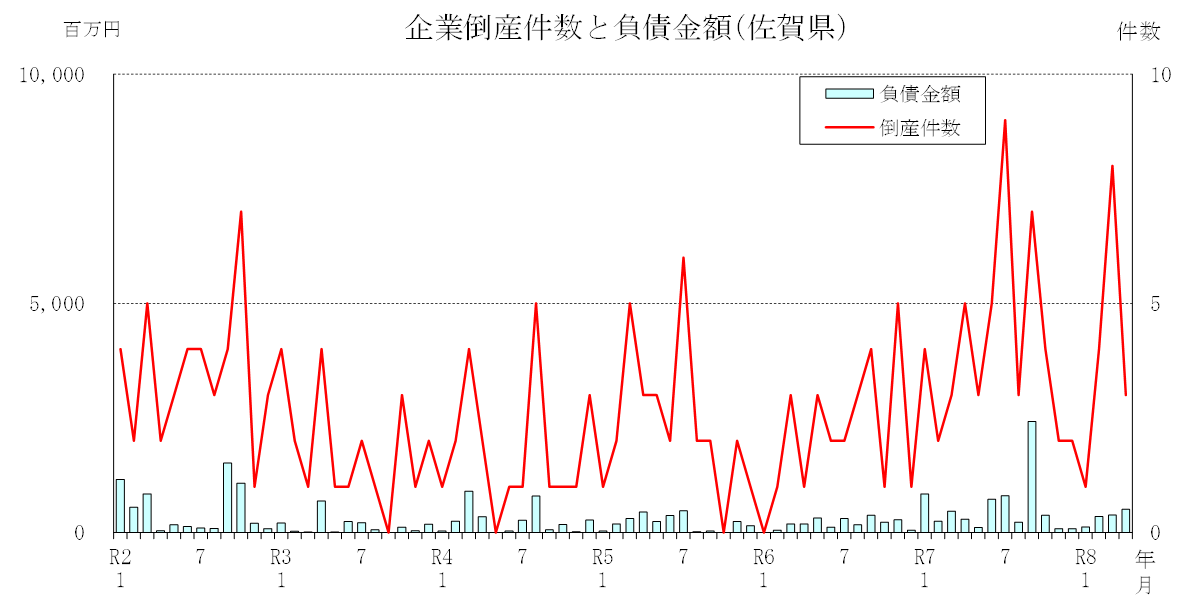 企業倒産件数と負債金額(佐賀県)
百万円
件数
10,000
10
負債金額
倒産件数
5,000
5
0
0
R2 7 R3 7 R4 7 R5 7 R6 7 R7 7 R8 年
1 1 1 1 1 1 1 月